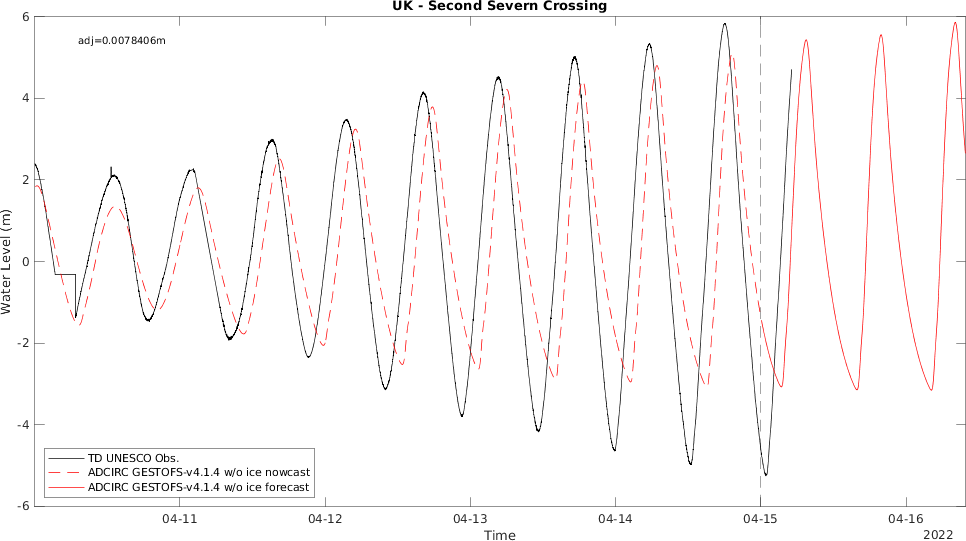 UK - Second Severn Crossing
adj=0.0078406m
6
4
2
0
-2
-4
-6
Water Level (m)
TD UNESCO Obs.
ADCIRC GESTOFS-v4.1.4 w/o ice nowcast
ADCIRC GESTOFS-v4.1.4 w/o ice forecast
04-11
04-12
04-13
04-14
04-15
04-16
Time
2022